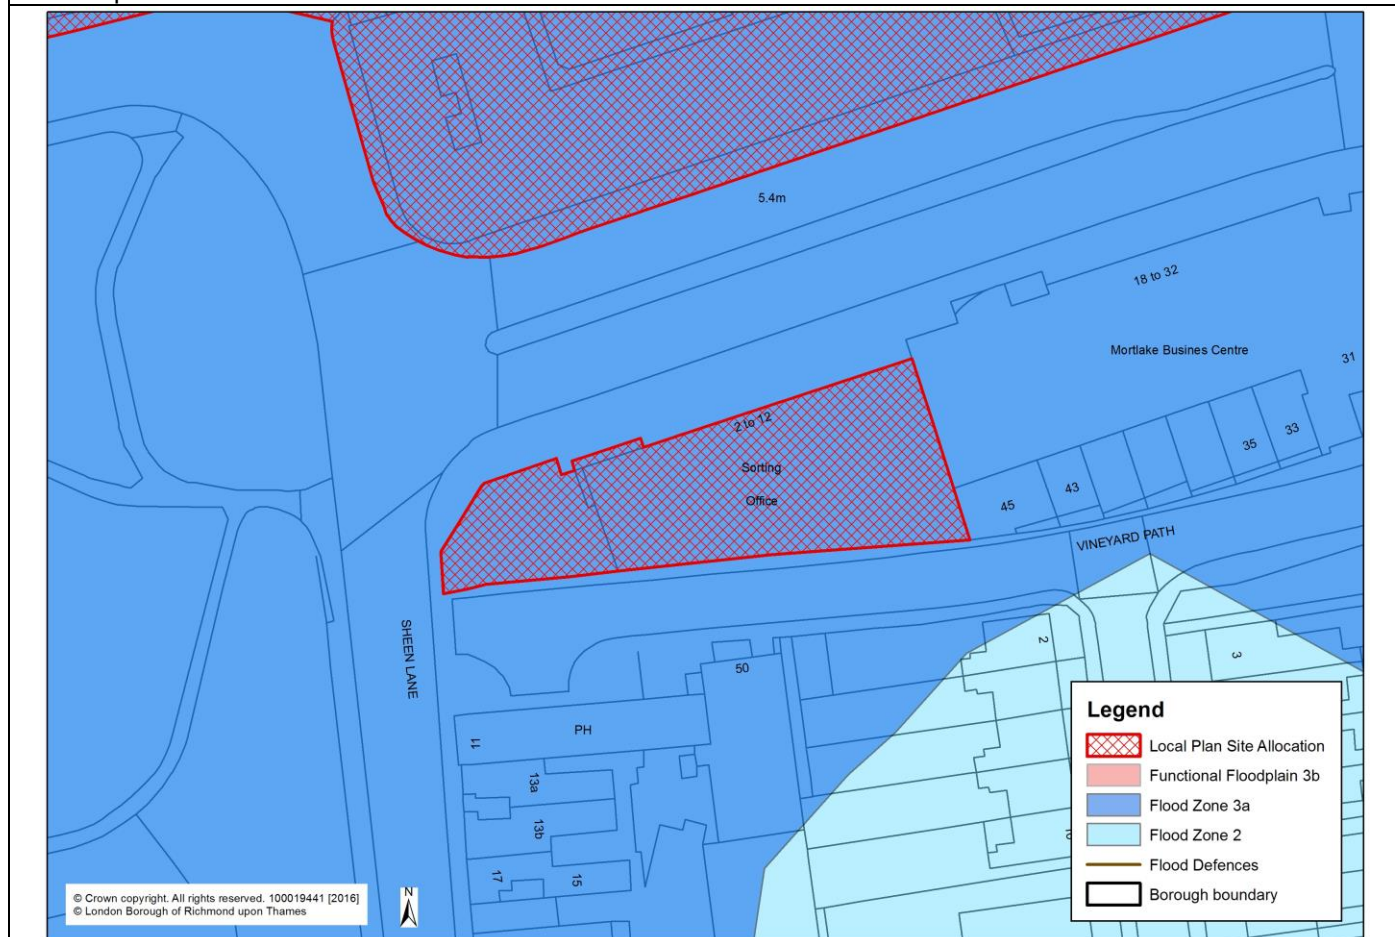 5.4m
18 to 32
Mortlake Busines Centre
31
2 to 12
33
35
Sorting
43
Office
45
VINEYARD PATH
SHEEN LANE
2
3
50
PH
11
13a
13b
17
15
Legend
Local Plan Site Allocation
Functional Floodplain 3b
Flood Zone 3a
Flood Zone 2
Flood Defences
Borough boundary
© Crown copyright. All rights reserved. 100019441 [2016]
© London Borough of Richmond upon Thames
N